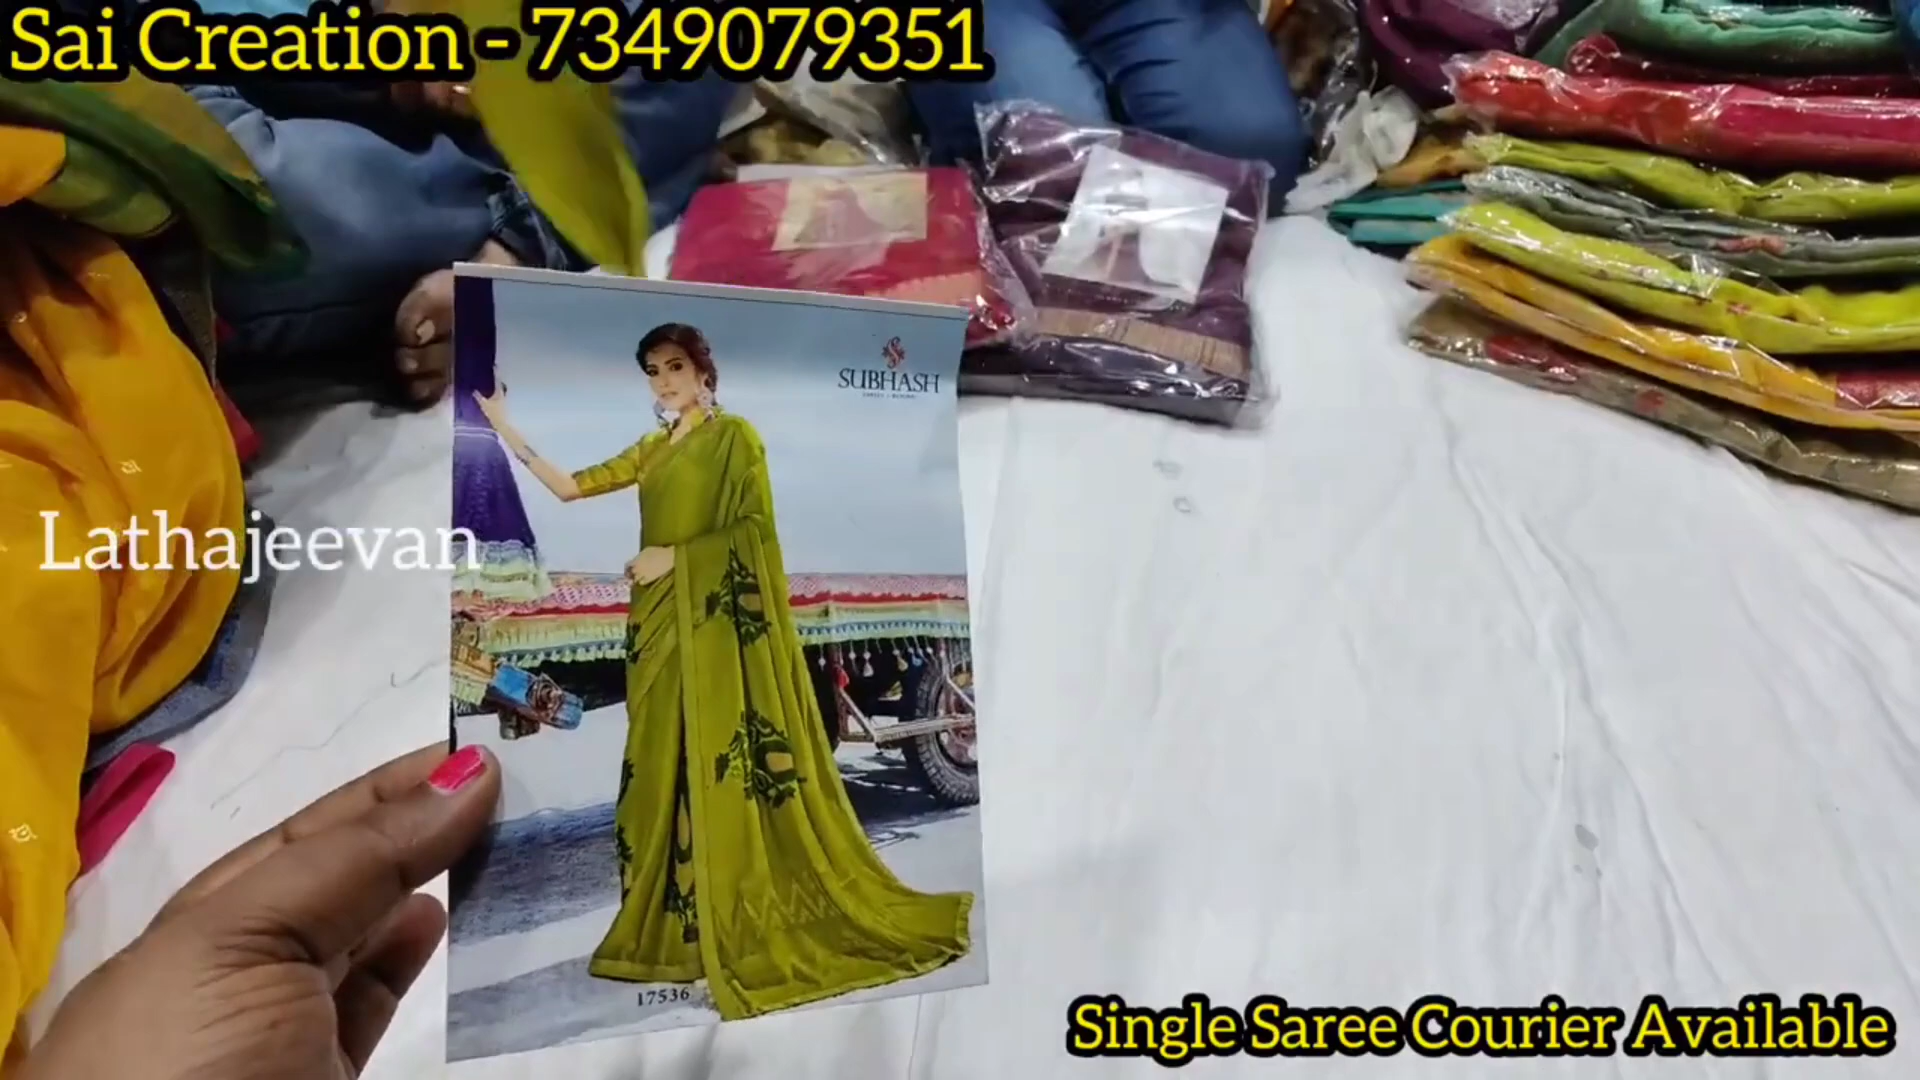 Sai Creation - 7349079351
SUBHASH
Lathajeevan
17536
Single Saree Courier Available